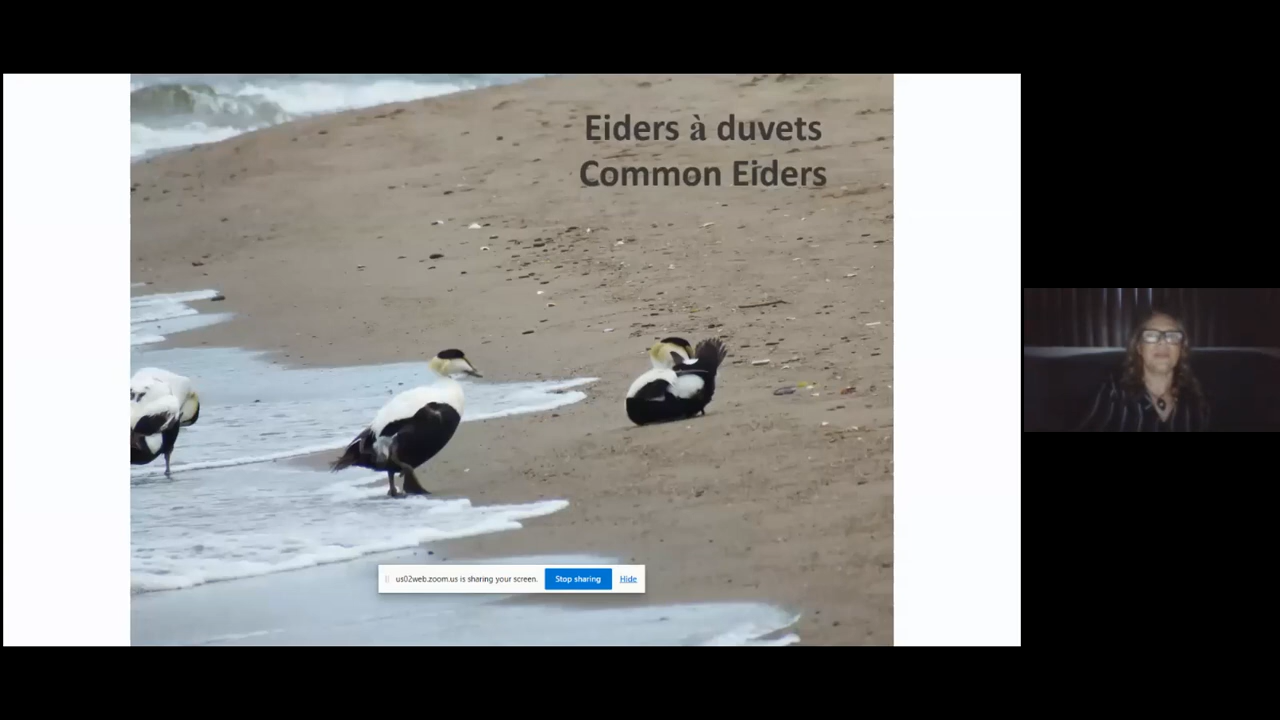 Eiders à duvets
Common Eiders
us02web.zoom.us is sharing your screen. Stop sharing Hide